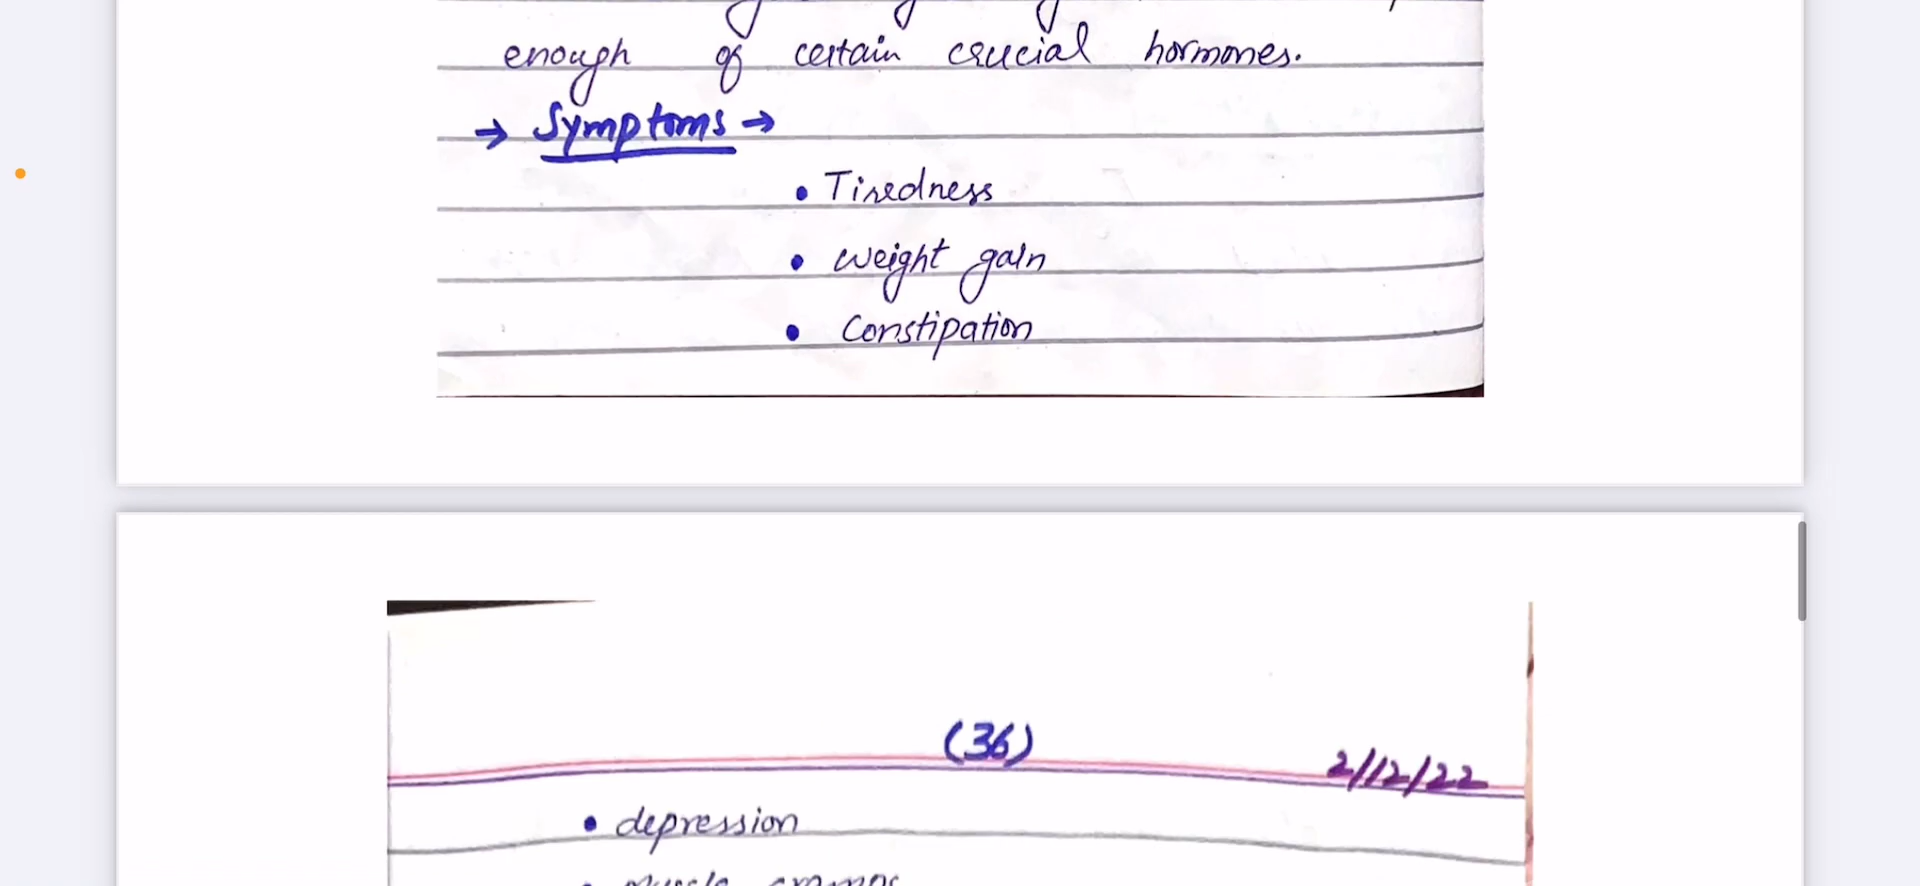 enough of certain crucial hormones.
→ Symptoms →
• Tiredness
• weight gain
• Constipation
(36)
2/12/22
• depression